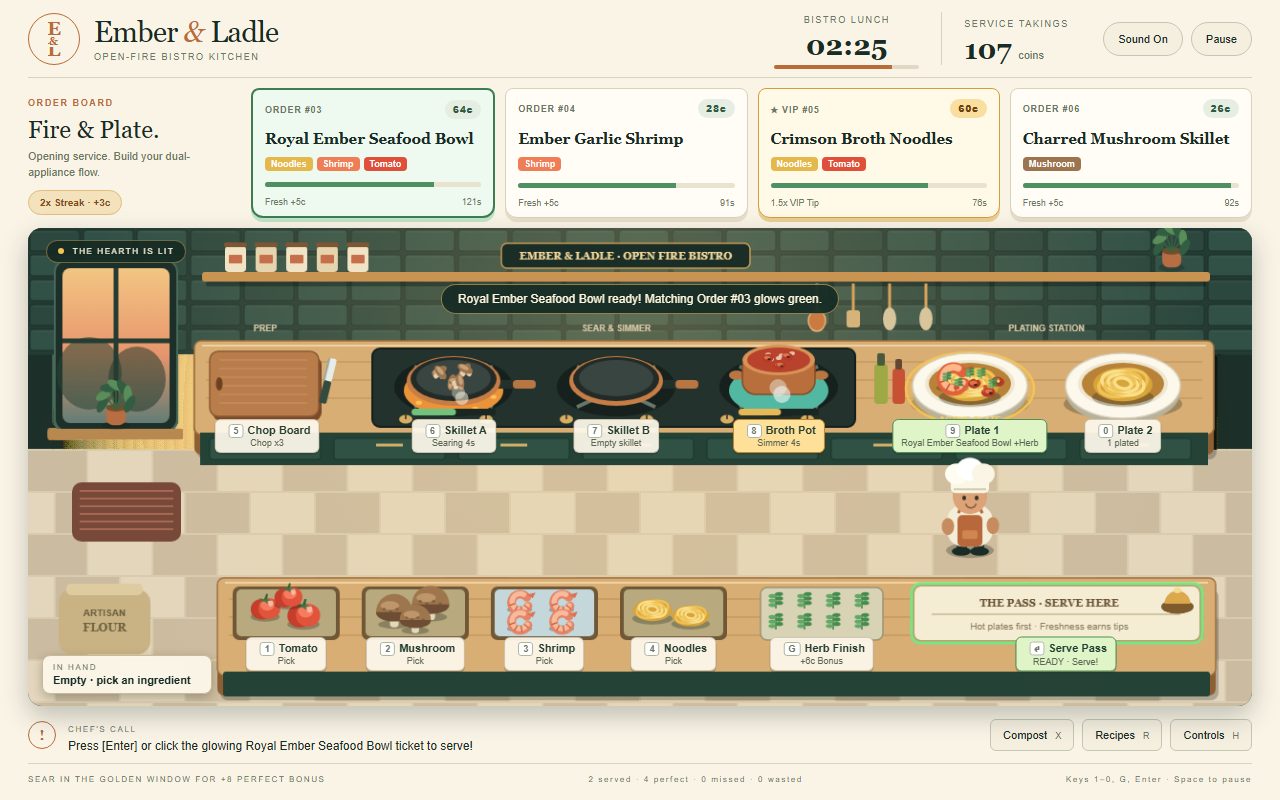 E
&
L
Ember & Ladle
OPEN-FIRE BISTRO KITCHEN
BISTRO LUNCH
02:25
SERVICE TAKINGS
107 coins
Sound On
Pause
ORDER BOARD
Fire & Plate.
Opening service. Build your dual-
appliance flow.
2x Streak · +3c
ORDER #03
64c
Royal Ember Seafood Bowl
Noodles Shrimp Tomato
Fresh +5c
121s
ORDER #04
28c
Ember Garlic Shrimp
Shrimp
Fresh +5c
91s
★ VIP #05
60c
Crimson Broth Noodles
Noodles Tomato
1.5x VIP Tip
76s
ORDER #06
26c
Charred Mushroom Skillet
Mushroom
Fresh +5c
92s
THE HEARTH IS LIT
EMBER & LADLE · OPEN FIRE BISTRO
Royal Ember Seafood Bowl ready! Matching Order #03 glows green.
PREP
SEAR & SIMMER
PLATING STATION
5 Chop Board
Chop x3
6 Skillet A
Searing 4s
7 Skillet B
Empty skillet
8 Broth Pot
Simmer 4s
9 Plate 1
Royal Ember Seafood Bowl +Herb
0 Plate 2
1 plated
ARTISAN
FLOUR
THE PASS · SERVE HERE
Hot plates first · Freshness earns tips
1 Tomato
Pick
2 Mushroom
Pick
3 Shrimp
Pick
4 Noodles
Pick
G Herb Finish
+6c Bonus
Serve Pass
READY · Serve!
IN HAND
Empty · pick an ingredient
!
CHEF'S CALL
Press [Enter] or click the glowing Royal Ember Seafood Bowl ticket to serve!
Compost X
Recipes R
Controls H
SEAR IN THE GOLDEN WINDOW FOR +8 PERFECT BONUS
2 served · 4 perfect · 0 missed · 0 wasted
Keys 1–0, G, Enter · Space to pause